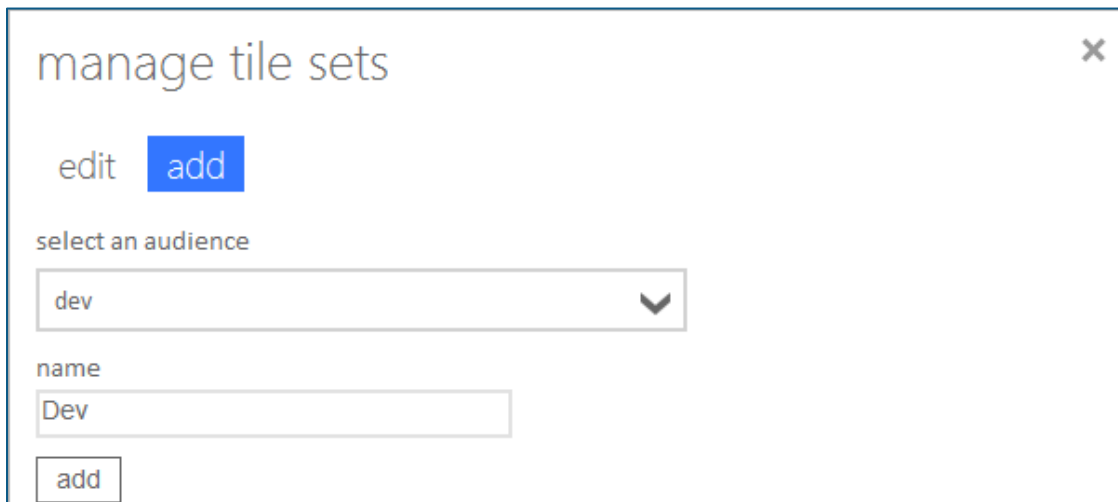 manage tile sets
edit add
select an audience
dev
name
Dev
add